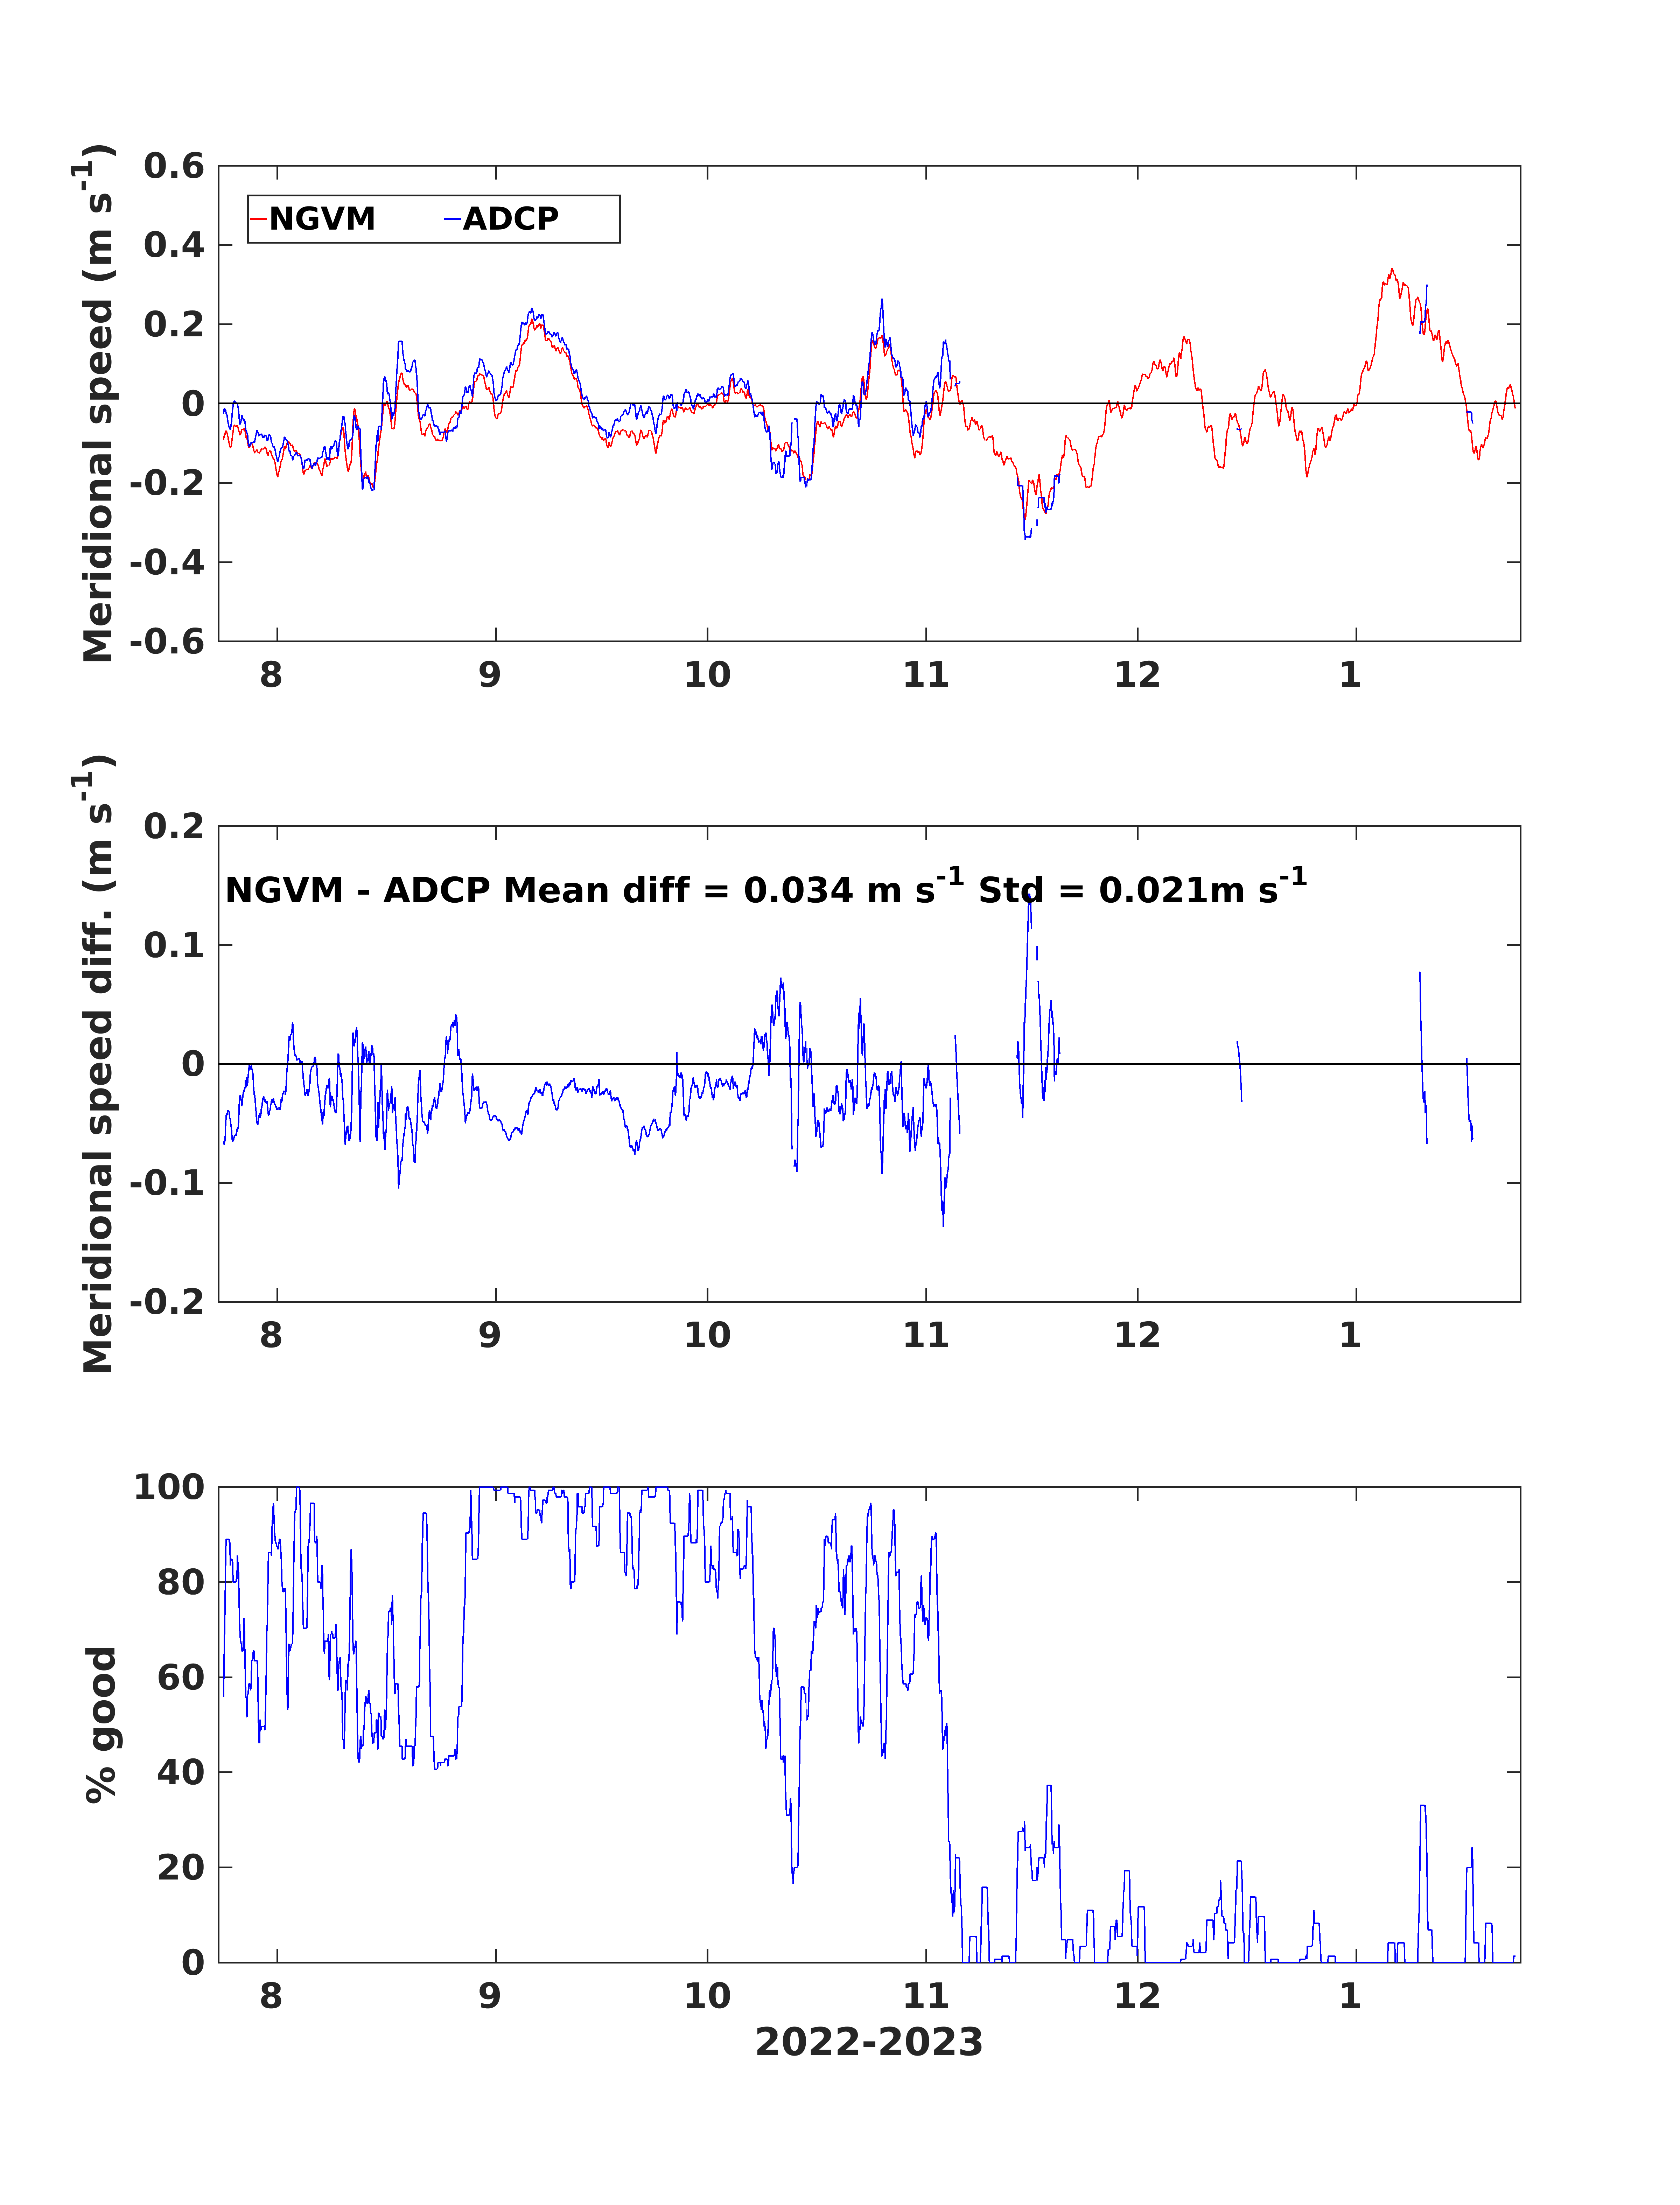 Meridional speed (m s-1)
0.6
0.4
0.2
0
-0.2
-0.4
-0.6
NGVM ADCP
8 9 10 11 12 1
Meridional speed diff. (m s-1)
0.2
0.1
0
-0.1
-0.2
NGVM - ADCP Mean diff = 0.034 m s-1 Std = 0.021m s-1
8 9 10 11 12 1
% good
100
80
60
40
20
0
8 9 10 11 12 1
2022-2023